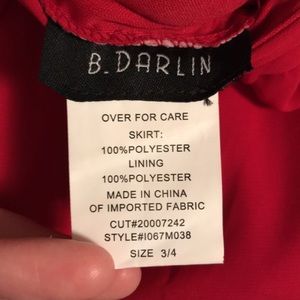 B. DARLIN
OVER FOR CARE
SKIRT:
100%POLYESTER
LINING
100%POLYESTER
MADE IN CHINA
OF IMPORTED FABRIC
CUT#20007242
STYLE#I067M038
SIZE 3/4